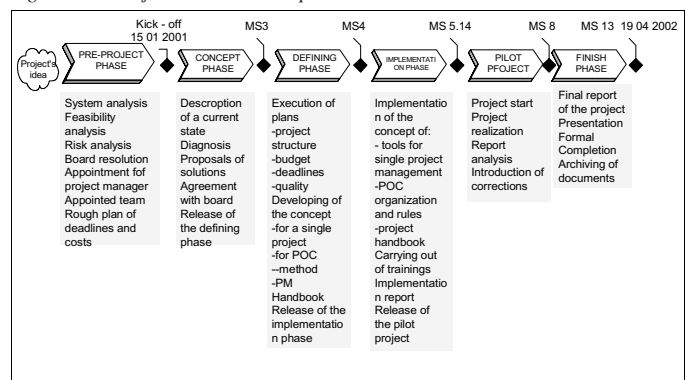 Kick - off
15 01 2001
MS3
MS4
MS 5.14
MS 8
MS 13 19 04 2002
Project's
idea
PRE-PROJECT
PHASE
CONCEPT
PHASE
DEFINING
PHASE
IMPLEMENTATI
ON PHASE
PILOT
PFOJECT
FINISH
PHASE
System analysis
Feasibility
analysis
Risk analysis
Board resolution
Appointment fof
project manager
Appointed team
Rough plan of
deadlines and
costs
Descroption
of a current
state
Diagnosis
Proposals of
solutions
Agreement
with board
Release of
the defining
phase
Execution of
plans
-project
structure
-budget
-deadlines
-quality
Developing of
the concept
-for a single
project
-for POC
--method
-PM
Handbook
Release of the
implementatio
n phase
Implementatio
n of the
concept of:
- tools for
single project
management
-POC
organization
and rules
-project
handbook
Carrying out
of trainings
Implementatio
n report
Release of
the pilot
project
Project start
Project
realization
Report
analysis
Introduction of
corrections
Final report
of the project
Presentation
Formal
Completion
Archiving of
documents